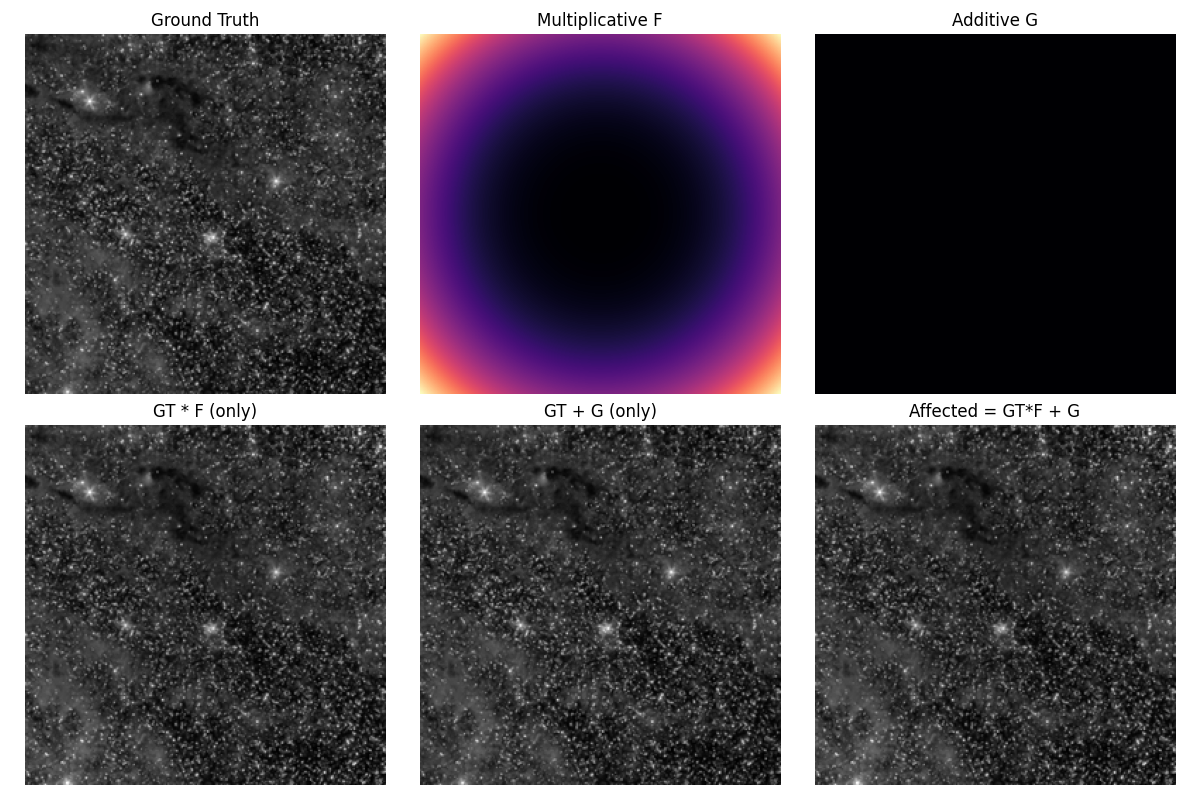 Ground Truth
Multiplicative F
Additive G
GT * F (only)
GT + G (only)
Affected = GT*F + G